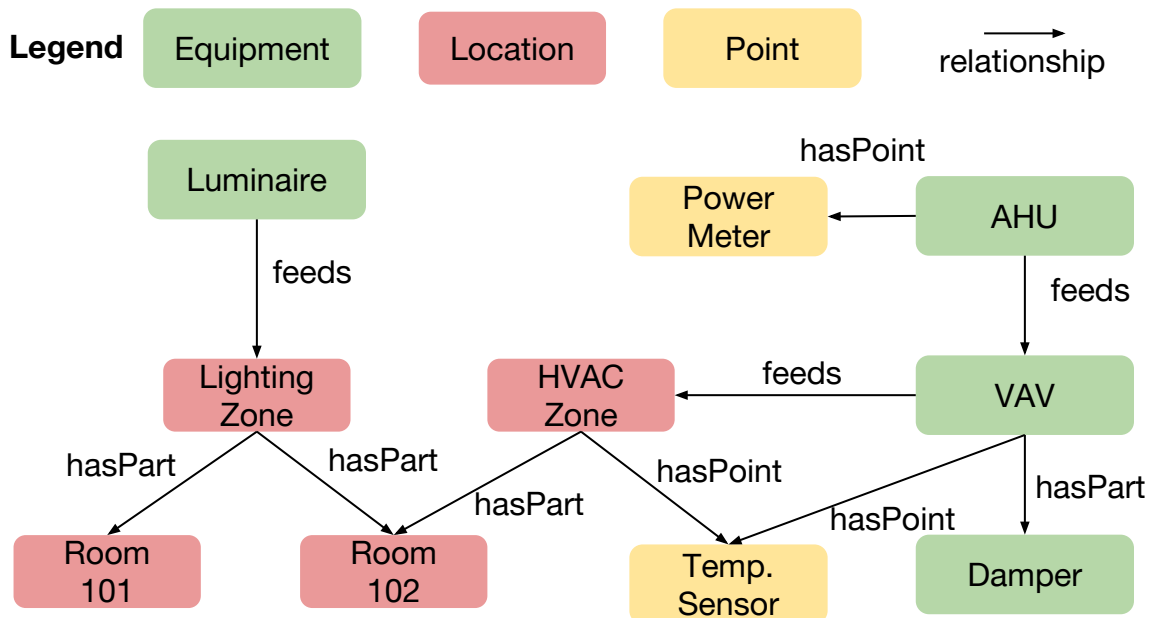 Legend
Equipment
Location
Point
relationship
hasPoint
Luminaire
Power
Meter
AHU
feeds
feeds
Lighting
Zone
HVAC
Zone
feeds
VAV
hasPart
hasPart
hasPart
hasPoint
hasPoint
hasPart
Room
101
Room
102
Temp.
Sensor
Damper